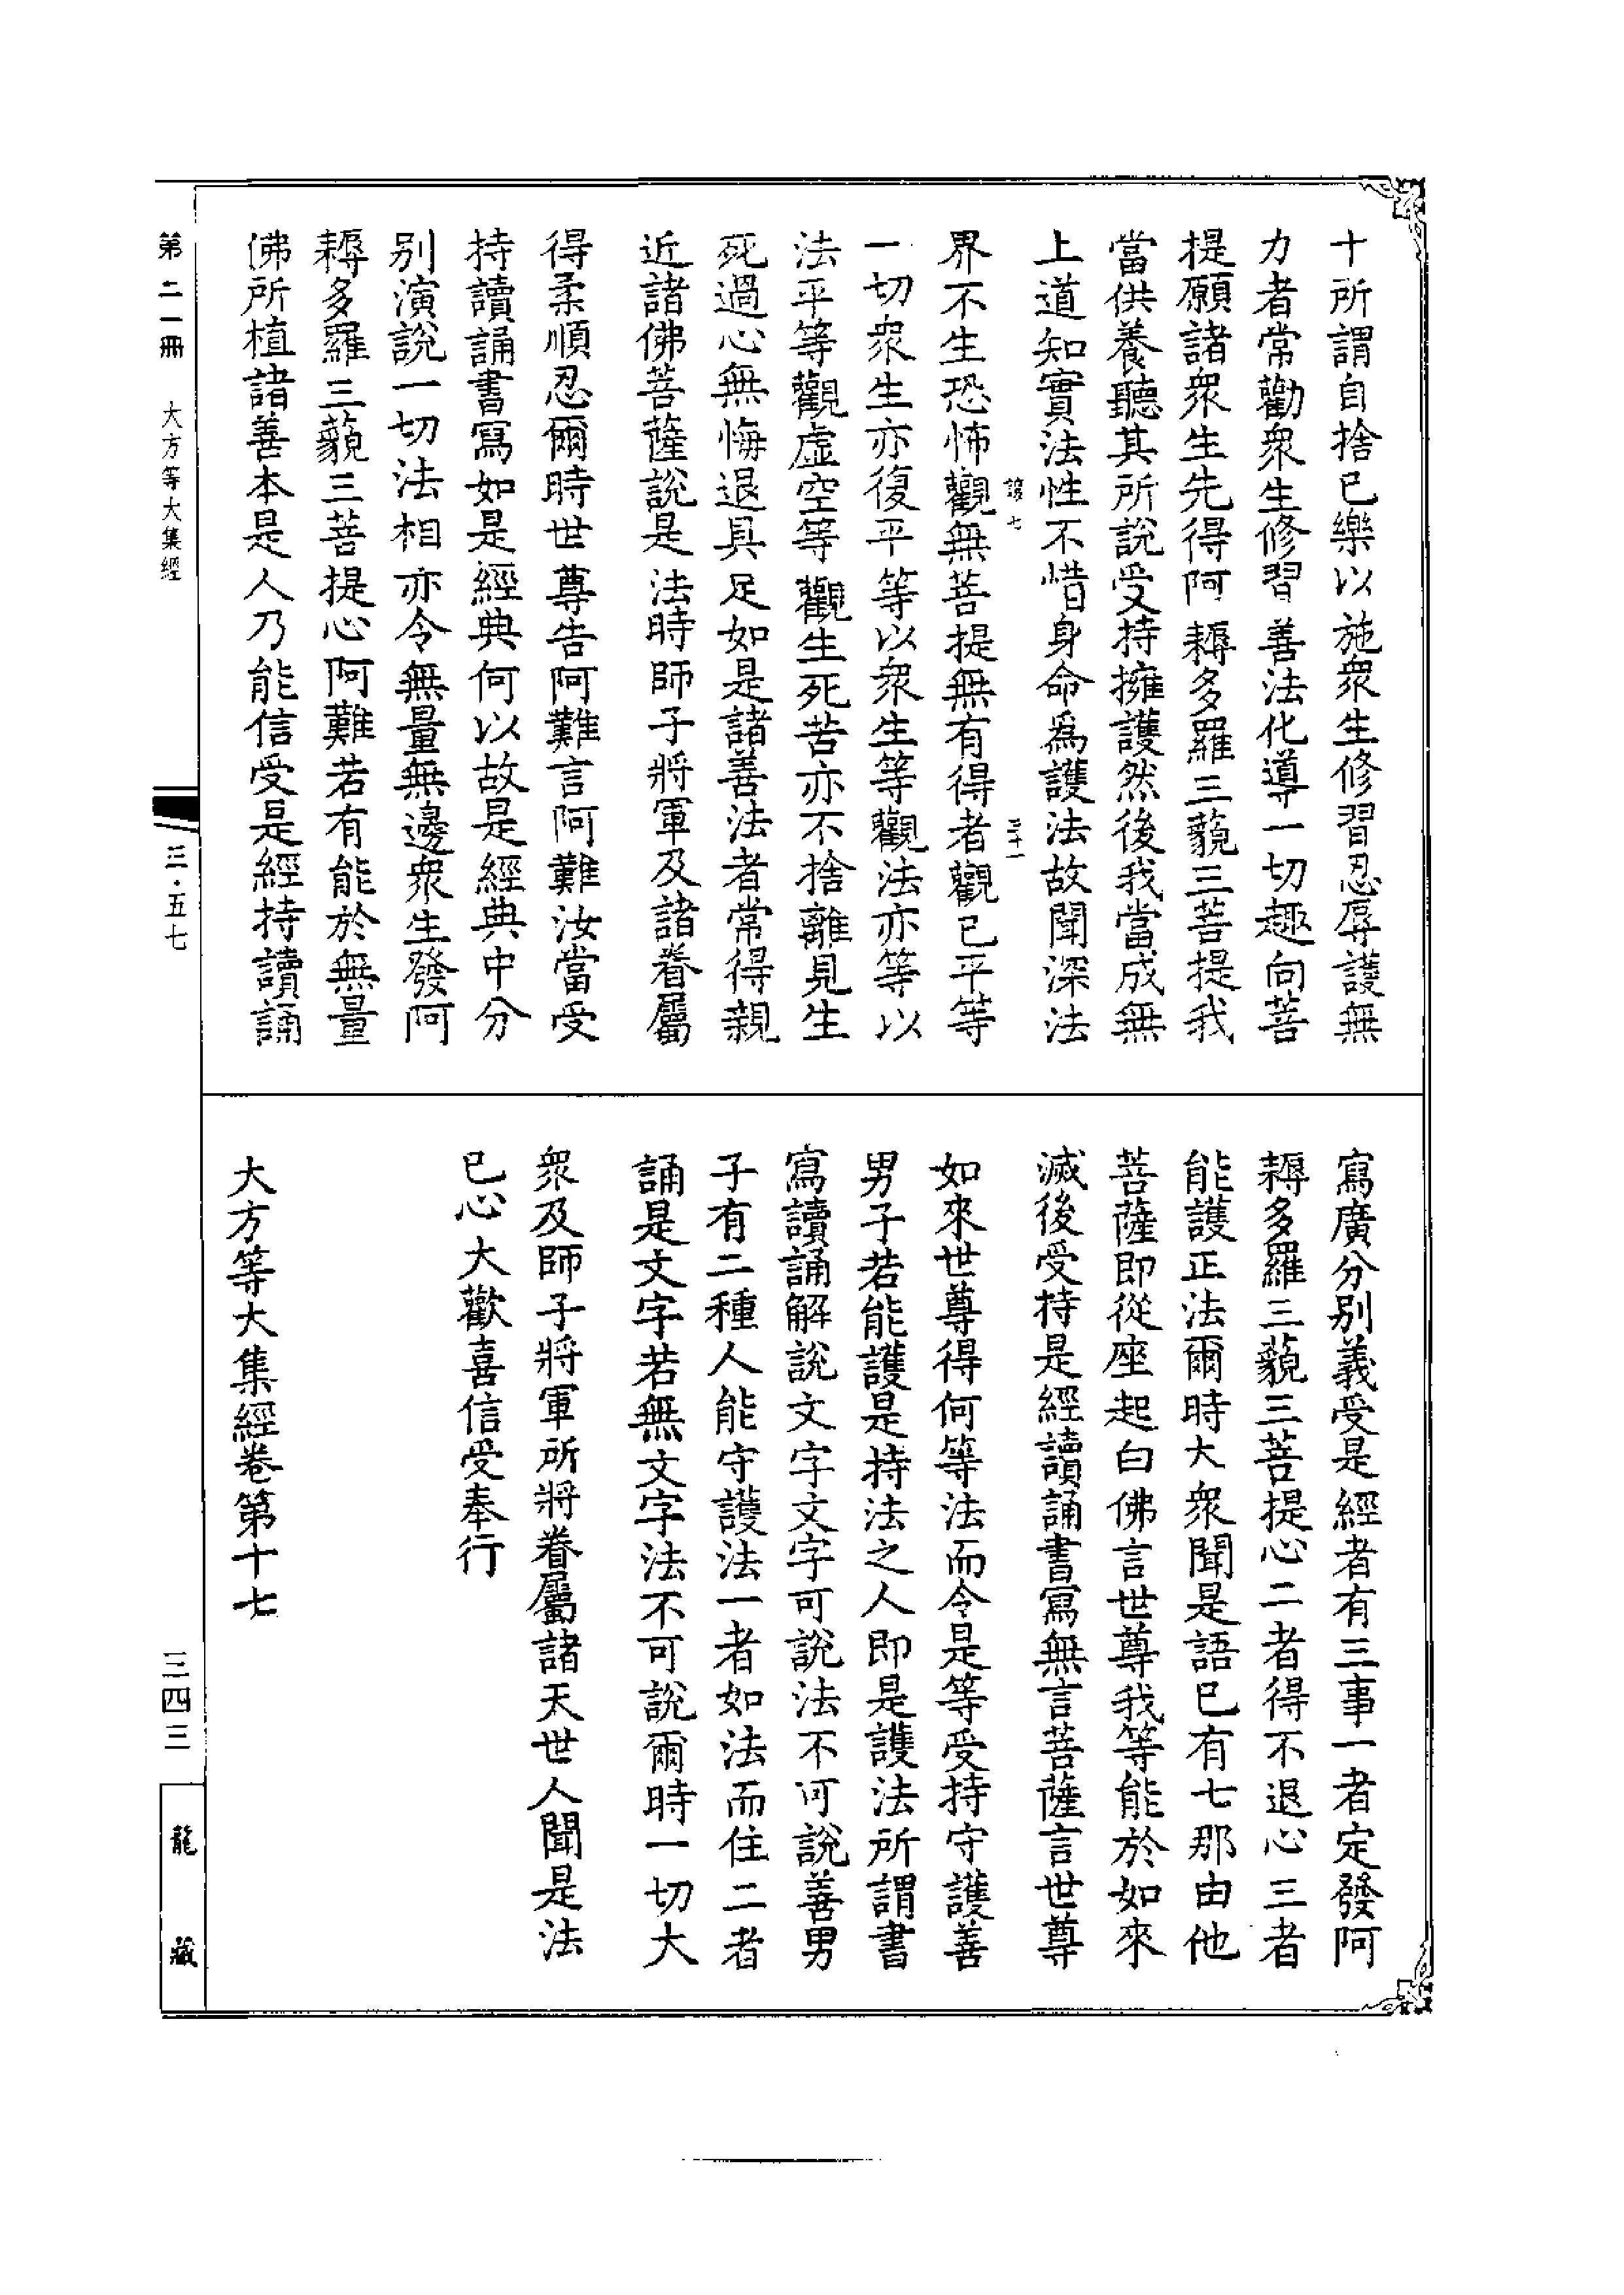 十所謂自捨已樂以施衆生修習忍辱護無
力者常勸衆生修習善法化導一切趣向菩
提願諸衆生先得阿耨多羅三藐三菩提我
當供養聽其所說受持擁護然後我當成無
上道知實法性不惜身命爲護法故聞深法
界不生恐怖觀無菩提無有得者觀已平等
一切衆生亦復平等以衆生等觀法亦等以
法平等觀虛空等觀生死苦亦不捨離見生
死過心無悔退具足如是諸善法者常得親
近諸佛菩薩說是法時師子將軍及諸眷屬
得柔順忍爾時世尊告阿難言阿難汝當受
持讀誦書寫如是經典何以故是經典中分
別演說一切法相亦令無量無邊衆生發阿
耨多羅三藐三菩提心阿難若有能於無量
佛所植諸善本是人乃能信受是經持讀誦
寫廣分別義受是經者有三事一者定發阿
耨多羅三藐三菩提心二者得不退心三者
能護正法爾時大衆聞是語已有七那由他
菩薩即從座起白佛言世尊我等能於如來
滅後受持是經讀誦書寫無言菩薩言世尊
如來世尊得何等法而令是等受持守護善
男子若能護是持法之人即是護法所謂書
寫讀誦解說文字文字可說法不可說善男
子有二種人能守護法一者如法而住二者
誦是文字若無文字法不可說爾時一切大
衆及師子將軍所將眷屬諸天世人聞是法
已心大歡喜信受奉行
大方等大集經卷第十七
第二一冊
大方等大集經
三·五七
三四三
龍藏